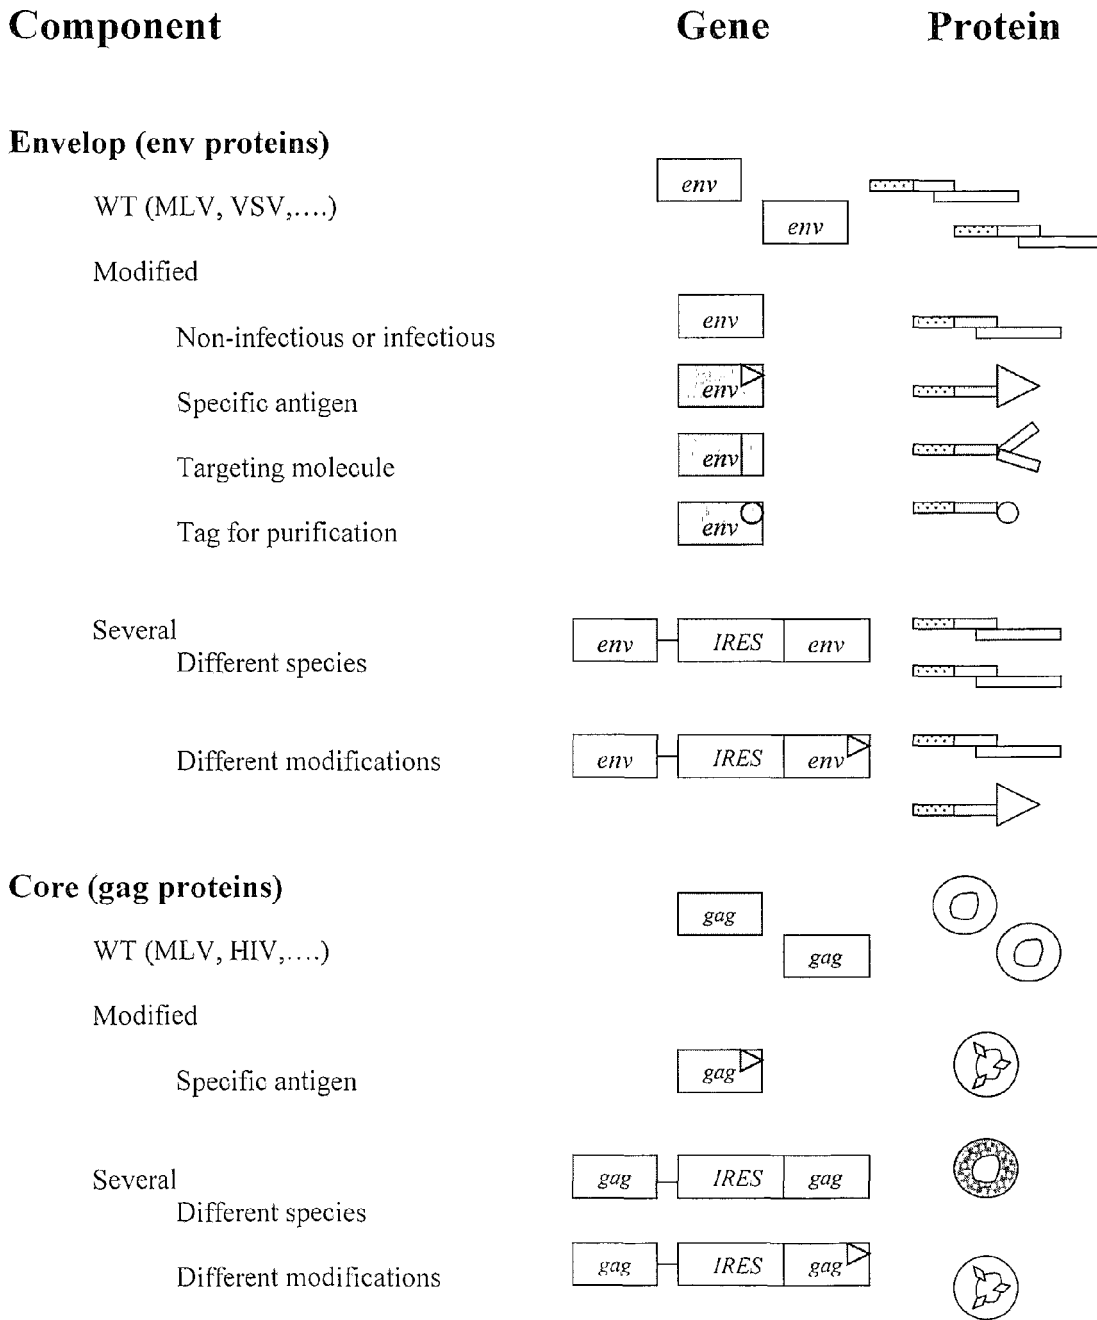 Component Gene Protein
Envelop (env proteins)
env
WT (MLV, VSV,....)
env
Modified
env
Non-infectious or infectious
env
Specific antigen
env
Targeting molecule
env
Tag for purification
Several
env IRES env
Different species
Different modifications
env IRES env
Core (gag proteins)
gag
WT (MLV, HIV,....)
gag
Modified
gag
Specific antigen
Several
gag IRES gag
Different species
gag IRES gag
Different modifications